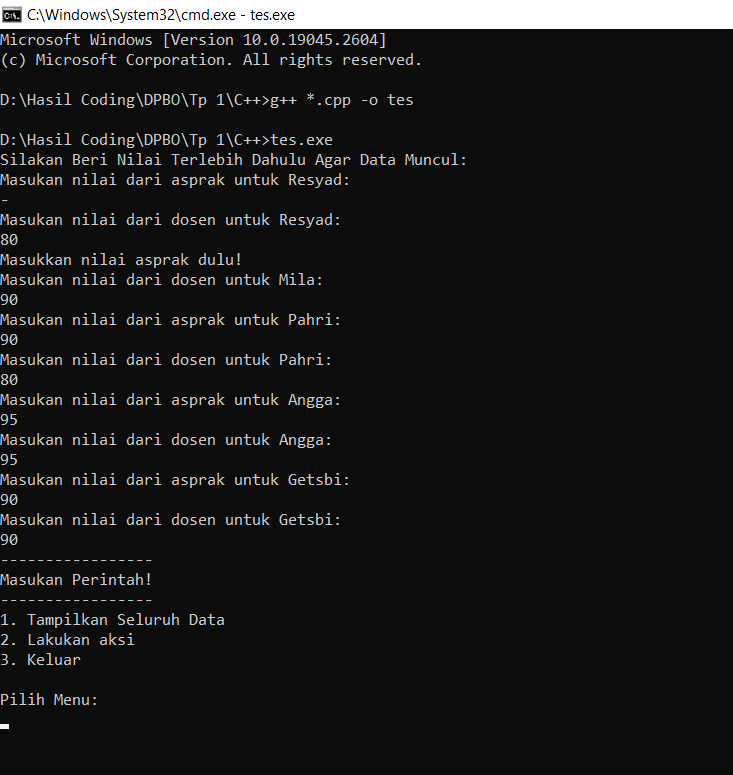 C:\Windows\System32\cmd.exe - tes.exe
Microsoft Windows [Version 10.0.19045.2604]
(c) Microsoft Corporation. All rights reserved.
D:\Hasil Coding\DPBO\Tp 1\C++>g++ *.cpp -o tes
D:\Hasil Coding\DPBO\Tp 1\C++>tes.exe
Silakan Beri Nilai Terlebih Dahulu Agar Data Muncul:
Masukan nilai dari asprak untuk Resyad:
-
Masukan nilai dari dosen untuk Resyad:
80
Masukkan nilai asprak dulu!
Masukan nilai dari dosen untuk Mila:
90
Masukan nilai dari asprak untuk Pahri:
90
Masukan nilai dari dosen untuk Pahri:
80
Masukan nilai dari asprak untuk Angga:
95
Masukan nilai dari dosen untuk Angga:
95
Masukan nilai dari asprak untuk Getsbi:
90
Masukan nilai dari dosen untuk Getsbi:
90
-----------------
Masukan Perintah!
-----------------
1. Tampilkan Seluruh Data
2. Lakukan aksi
3. Keluar
Pilih Menu: